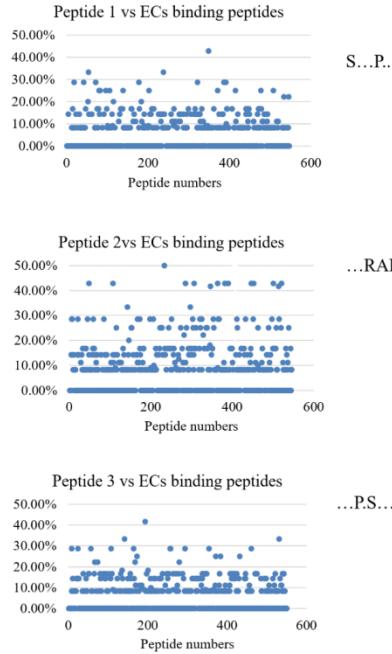 Peptide 1 vs ECs binding peptides
50.00%
40.00%
30.00%
20.00%
10.00%
0.00%
0 200 400 600
Peptide numbers
S…P..
Peptide 2vs ECs binding peptides
50.00%
40.00%
30.00%
20.00%
10.00%
0.00%
0 200 400 600
Peptide numbers
Peptide 3 vs ECs binding peptides
50.00%
40.00%
30.00%
20.00%
10.00%
0.00%
0 200 400 600
Peptide numbers
…P.S…